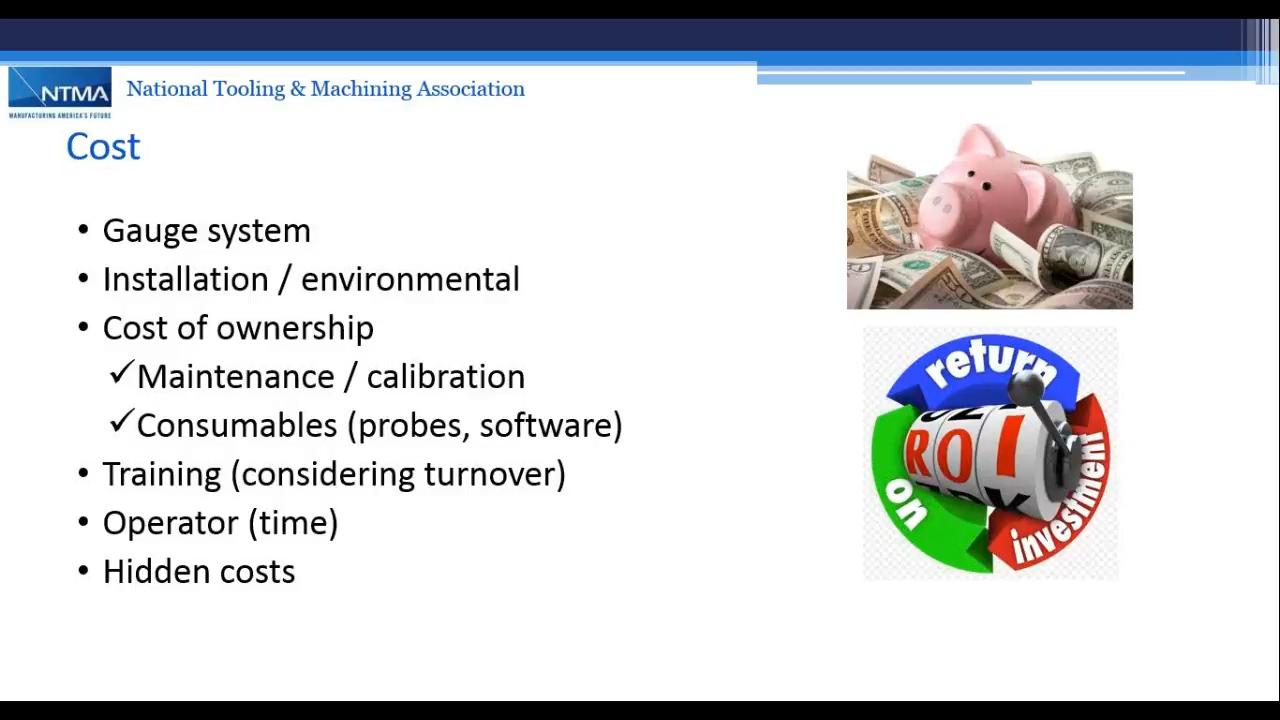 NTMA
MANUFACTURING AMERICA'S FUTURE
National Tooling & Machining Association
Cost
• Gauge system
• Installation / environmental
• Cost of ownership
✓Maintenance / calibration
✓Consumables (probes, software)
• Training (considering turnover)
• Operator (time)
• Hidden costs
return
ROI
on
investment